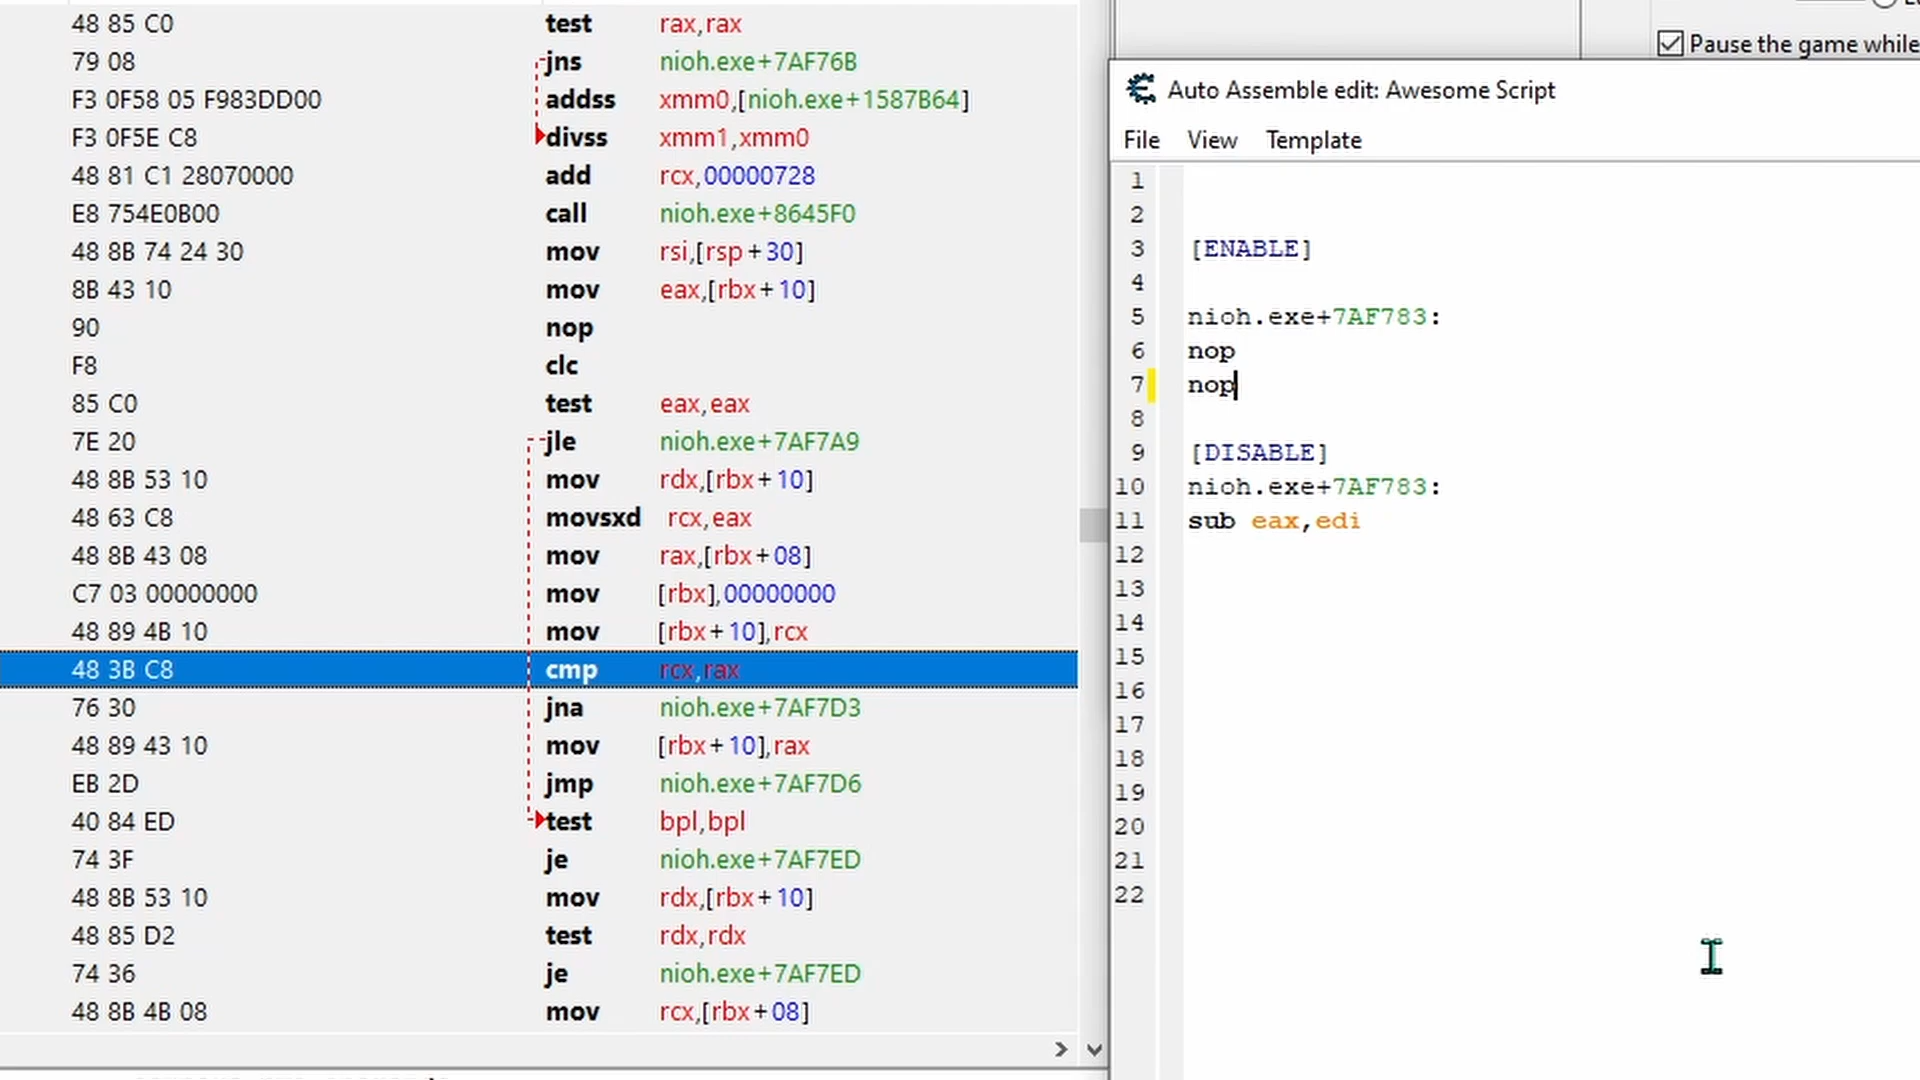 48 85 C0 test rax,rax
79 08 jns nioh.exe+7AF76B
F3 0F58 05 F983DD00 addss xmm0,[nioh.exe+1587B64]
F3 0F5E C8 divss xmm1,xmm0
48 81 C1 28070000 add rcx,00000728
E8 754E0B00 call nioh.exe+8645F0
48 8B 74 24 30 mov rsi,[rsp+30]
8B 43 10 mov eax,[rbx+10]
90 nop
F8 clc
85 C0 test eax,eax
7E 20 jle nioh.exe+7AF7A9
48 8B 53 10 mov rdx,[rbx+10]
48 63 C8 movsxd rcx,eax
48 8B 43 08 mov rax,[rbx+08]
C7 03 00000000 mov [rbx],00000000
48 89 4B 10 mov [rbx+10],rcx
48 3B C8 cmp rcx,rax
76 30 jna nioh.exe+7AF7D3
48 89 43 10 mov [rbx+10],rax
EB 2D jmp nioh.exe+7AF7D6
40 84 ED test bpl,bpl
74 3F je nioh.exe+7AF7ED
48 8B 53 10 mov rdx,[rbx+10]
48 85 D2 test rdx,rdx
74 36 je nioh.exe+7AF7ED
48 8B 4B 08 mov rcx,[rbx+08]
Pause the game while
Auto Assemble edit: Awesome Script
File View Template
1
2
3 [ENABLE]
4
5 nioh.exe+7AF783:
6 nop
7 nop
8
9 [DISABLE]
10 nioh.exe+7AF783:
11 sub eax,edi
12
13
14
15
16
17
18
19
20
21
22